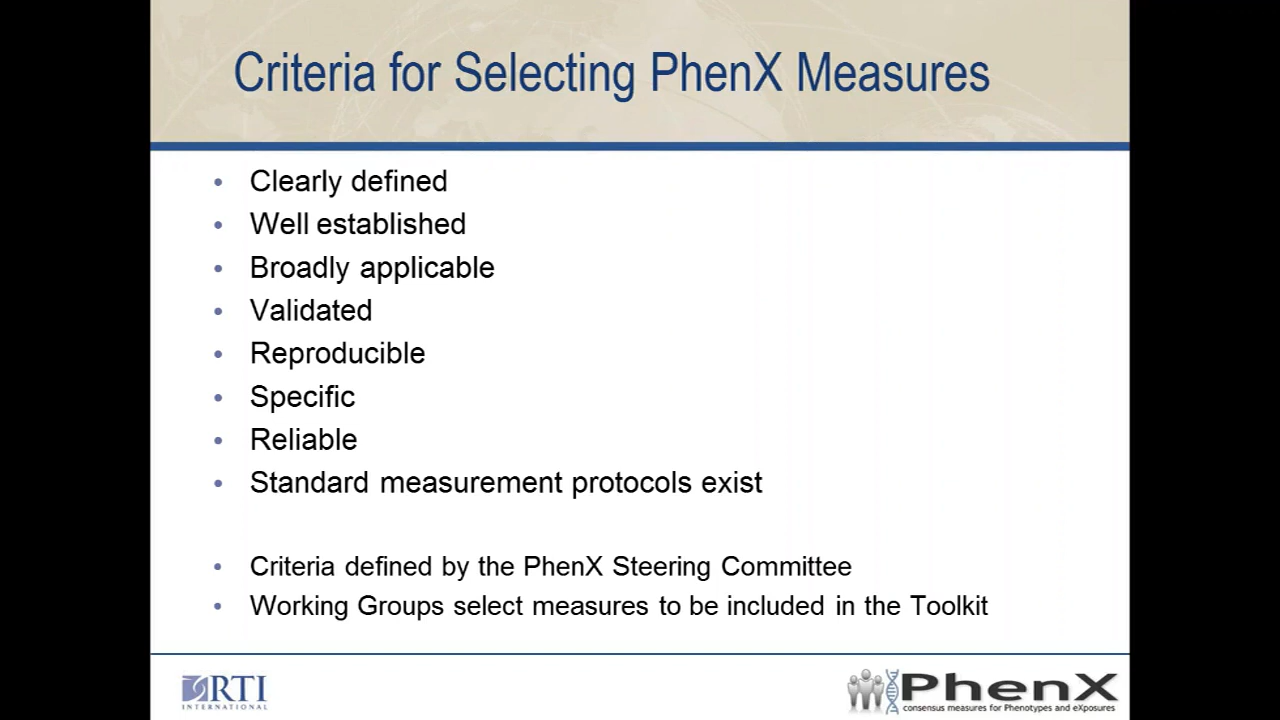 Criteria for Selecting PhenX Measures
• Clearly defined
• Well established
• Broadly applicable
• Validated
• Reproducible
• Specific
• Reliable
• Standard measurement protocols exist
• Criteria defined by the PhenX Steering Committee
• Working Groups select measures to be included in the Toolkit
RTI
INTERNATIONAL
PhenX
consensus measures for Phenotypes and eXposures